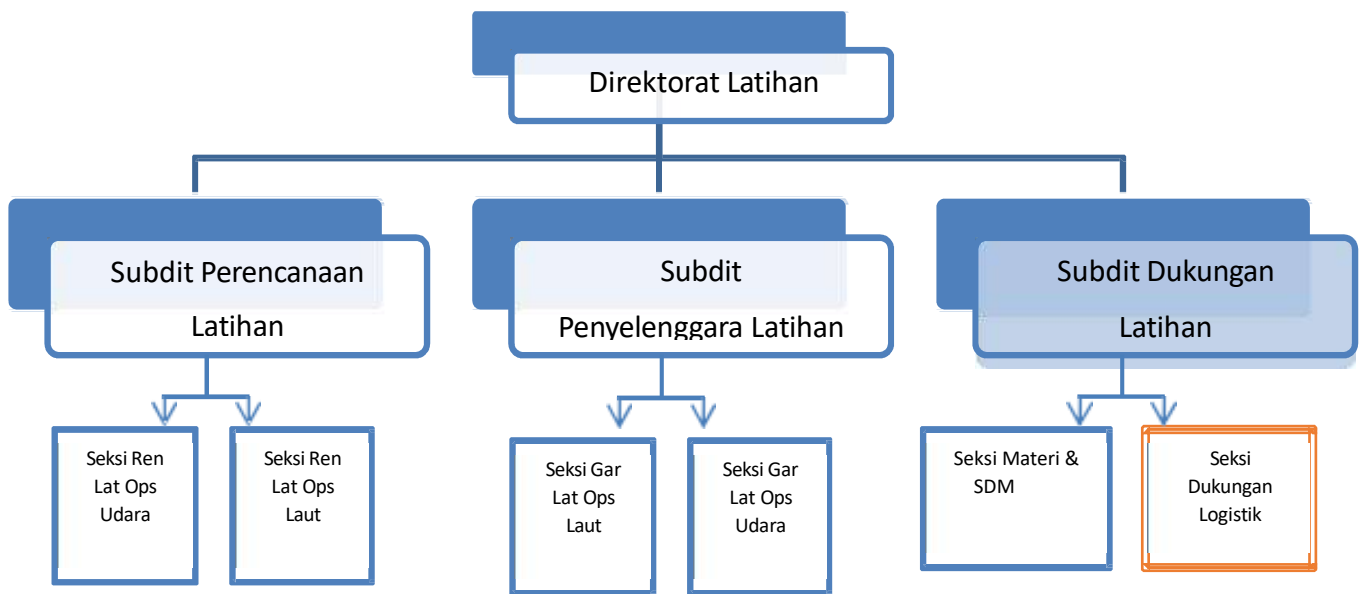 Direktorat Latihan
Subdit Perencanaan
Latihan
Subdit
Penyelenggara Latihan
Subdit Dukungan
Latihan
Seksi Ren
Lat Ops
Udara
Seksi Ren
Lat Ops
Laut
Seksi Gar
Lat Ops
Laut
Seksi Gar
Lat Ops
Udara
Seksi Materi &
SDM
Seksi
Dukungan
Logistik